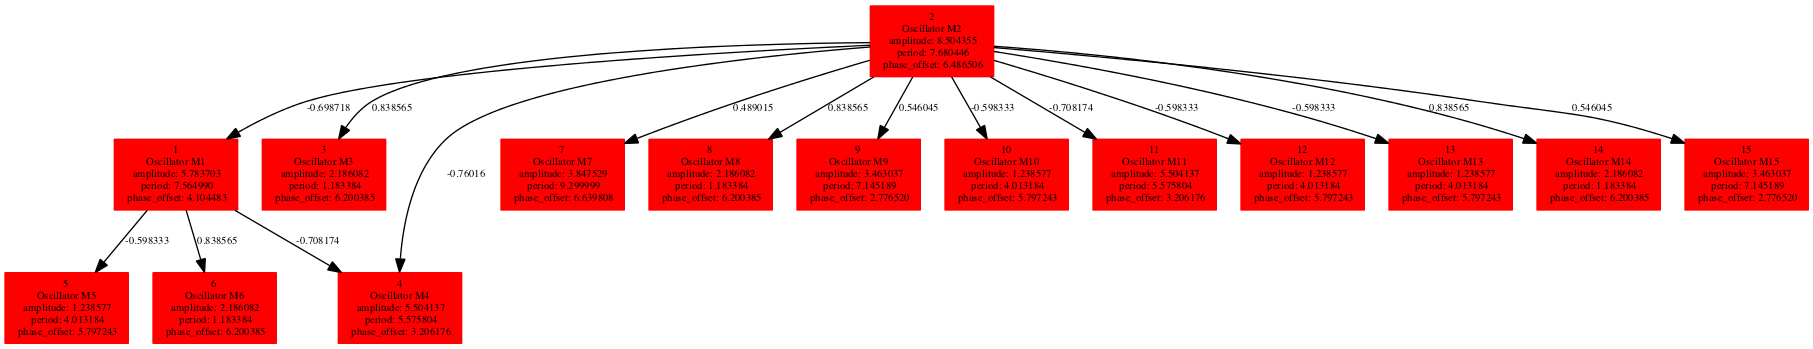 2
Oscillator M2
amplitude: 8.504355
period: 7.680446
phase_offset: 6.486506
-0.698718
0.838565
0.489015
0.838565
0.546045
-0.598333
-0.708174
-0.598333
-0.598333
0.838565
0.546045
-0.76016
1
Oscillator M1
amplitude: 5.783703
period: 7.564990
phase_offset: 4.104483
3
Oscillator M3
amplitude: 2.186082
period: 1.183384
phase_offset: 6.200385
7
Oscillator M7
amplitude: 3.847529
period: 9.299999
phase_offset: 6.639808
8
Oscillator M8
amplitude: 2.186082
period: 1.183384
phase_offset: 6.200385
9
Oscillator M9
amplitude: 3.463037
period: 7.145189
phase_offset: 2.776520
10
Oscillator M10
amplitude: 1.238577
period: 4.013184
phase_offset: 5.797243
11
Oscillator M11
amplitude: 5.504137
period: 5.575804
phase_offset: 3.206176
12
Oscillator M12
amplitude: 1.238577
period: 4.013184
phase_offset: 5.797243
13
Oscillator M13
amplitude: 1.238577
period: 4.013184
phase_offset: 5.797243
14
Oscillator M14
amplitude: 2.186082
period: 1.183384
phase_offset: 6.200385
15
Oscillator M15
amplitude: 3.463037
period: 7.145189
phase_offset: 2.776520
-0.598333
0.838565
-0.708174
5
Oscillator M5
amplitude: 1.238577
period: 4.013184
phase_offset: 5.797243
6
Oscillator M6
amplitude: 2.186082
period: 1.183384
phase_offset: 6.200385
4
Oscillator M4
amplitude: 5.504137
period: 5.575804
phase_offset: 3.206176